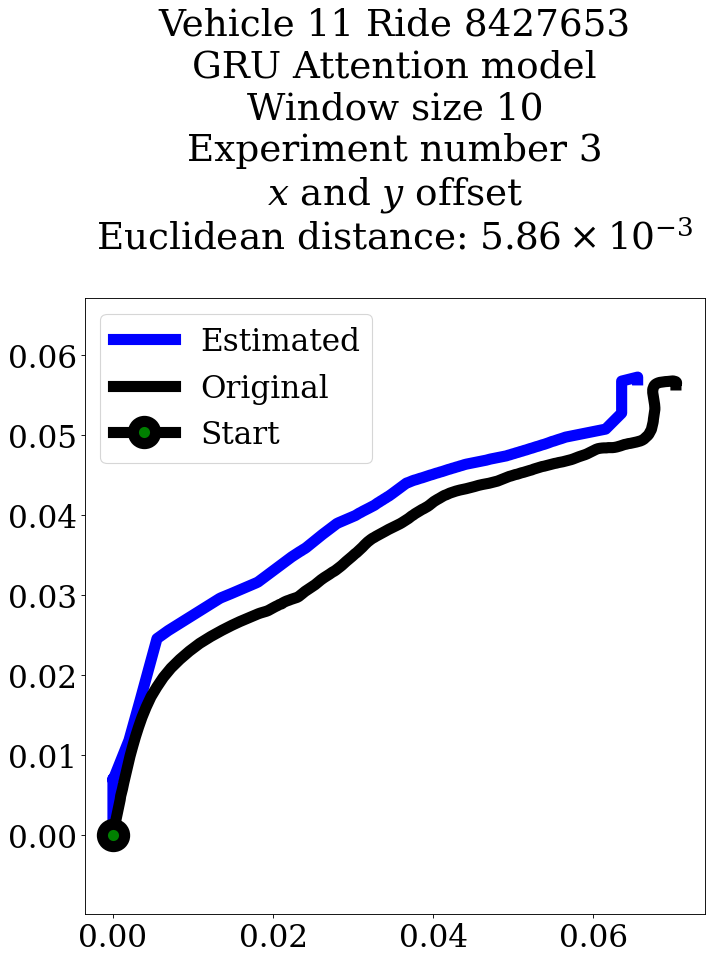 Vehicle 11 Ride 8427653
GRU Attention model
Window size 10
Experiment number 3
x and y offset
Euclidean distance: 5.86 × 10⁻³
Estimated
Original
Start
0.06
0.05
0.04
0.03
0.02
0.01
0.00
0.00 0.02 0.04 0.06